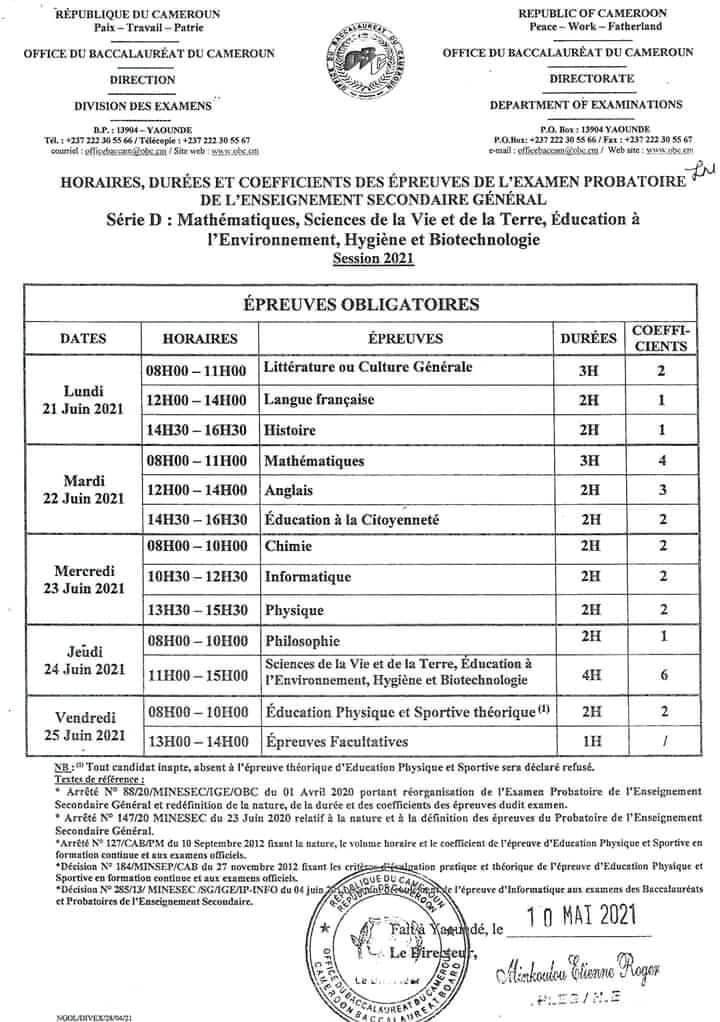 RÉPUBLIQUE DU CAMEROUN
Paix – Travail – Patrie
OFFICE DU BACCALAURÉAT DU CAMEROUN
DIRECTION
DIVISION DES EXAMENS
B.P. : 13904 – YAOUNDE
Tél. : +237 222 30 55 66 / Télécopie : +237 222 30 55 67
courriel : officebaccam@obc.cm / Site web : www.obc.cm
REPUBLIC OF CAMEROON
Peace – Work – Fatherland
OFFICE DU BACCALAURÉAT DU CAMEROUN
DIRECTORATE
DEPARTMENT OF EXAMINATIONS
P.O. Box : 13904 YAOUNDE
P.O.Box: +237 222 30 55 66 / Fax : +237 222 30 55 67
e-mail : officebaccam@obc.cm / Web site : www.obc.cm
OFFICE DU BACCALAUREAT DU CAMEROUN
HORAIRES, DURÉES ET COEFFICIENTS DES ÉPREUVES DE L'EXAMEN PROBATOIRE
DE L'ENSEIGNEMENT SECONDAIRE GÉNÉRAL
Série D : Mathématiques, Sciences de la Vie et de la Terre, Éducation à
l'Environnement, Hygiène et Biotechnologie
Session 2021
ÉPREUVES OBLIGATOIRES
DATES HORAIRES ÉPREUVES DURÉES COEFFI-
CIENTS
Lundi
21 Juin 2021
08H00 – 11H00 Littérature ou Culture Générale 3H 2
12H00 – 14H00 Langue française 2H 1
14H30 – 16H30 Histoire 2H 1
Mardi
22 Juin 2021
08H00 – 11H00 Mathématiques 3H 4
12H00 – 14H00 Anglais 2H 3
14H30 – 16H30 Éducation à la Citoyenneté 2H 2
Mercredi
23 Juin 2021
08H00 – 10H00 Chimie 2H 2
10H30 – 12H30 Informatique 2H 2
13H30 – 15H30 Physique 2H 2
Jeudi
24 Juin 2021
08H00 – 10H00 Philosophie 2H 1
11H00 – 15H00 Sciences de la Vie et de la Terre, Éducation à
l'Environnement, Hygiène et Biotechnologie 4H 6
Vendredi
25 Juin 2021
08H00 – 10H00 Éducation Physique et Sportive théorique (1) 2H 2
13H00 – 14H00 Épreuves Facultatives 1H /
NB : (1) Tout candidat inapte, absent à l'épreuve théorique d'Education Physique et Sportive sera déclaré refusé.
Textes de référence :
* Arrêté N° 88/20/MINESEC/IGE/OBC du 01 Avril 2020 portant réorganisation de l'Examen Probatoire de l'Enseignement
Secondaire Général et redéfinition de la nature, de la durée et des coefficients des épreuves dudit examen.
* Arrêté N° 147/20 MINESEC du 23 Juin 2020 relatif à la nature et à la définition des épreuves du Probatoire de l'Enseignement
Secondaire Général.
*Arrêté N° 127/CAB/PM du 10 Septembre 2012 fixant la nature, le volume horaire et le coefficient de l'épreuve d'Education Physique et Sportive en
formation continue et aux examens officiels.
*Décision N° 184/MINSEP/CAB du 27 novembre 2012 fixant les critères d'évaluation pratique et théorique de l'épreuve d'Education Physique et
Sportive en formation continue et aux examens officiels.
*Décision N° 285/13/ MINESEC /SG/IGE/IP-INFO du 04 juin de l'épreuve d'Informatique aux examens des Baccalauréats
et Probatoires de l'Enseignement Secondaire.
Fait à Yaoundé, le 10 MAI 2021
Le Directeur,
RÉPUBLIQUE DU CAMEROUN
OFFICE DU BACCALAUREAT DU CAMEROUN
CAMEROON BACCALAUREAT BOARD
Minkoulou Etienne Roger
NGOL/DIVEX/28/04/21